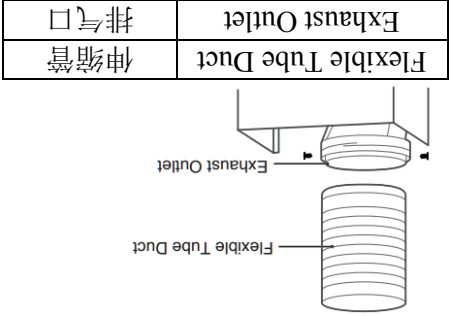 Flexible Tube Duct
Exhaust Outlet
Flexible Tube Duct 伸缩管
Exhaust Outlet 排气口